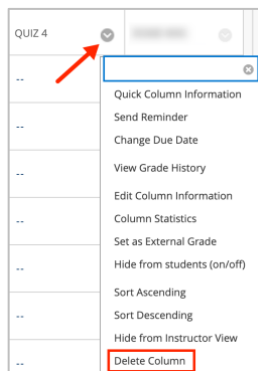 QUIZ 4
--
Quick Column Information
--
Send Reminder
Change Due Date
--
View Grade History
Edit Column Information
--
Column Statistics
Set as External Grade
--
Hide from students (on/off)
Sort Ascending
--
Sort Descending
Hide from Instructor View
--
Delete Column